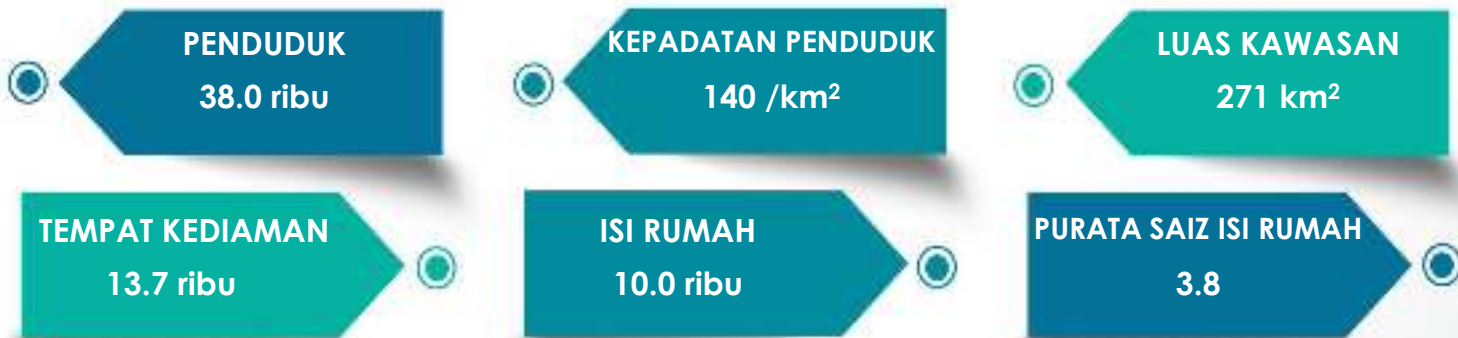 PENDUDUK
38.0 ribu
KEPADATAN PENDUDUK
140 /km²
LUAS KAWASAN
271 km²
TEMPAT KEDIAMAN
13.7 ribu
ISI RUMAH
10.0 ribu
PURATA SAIZ ISI RUMAH
3.8